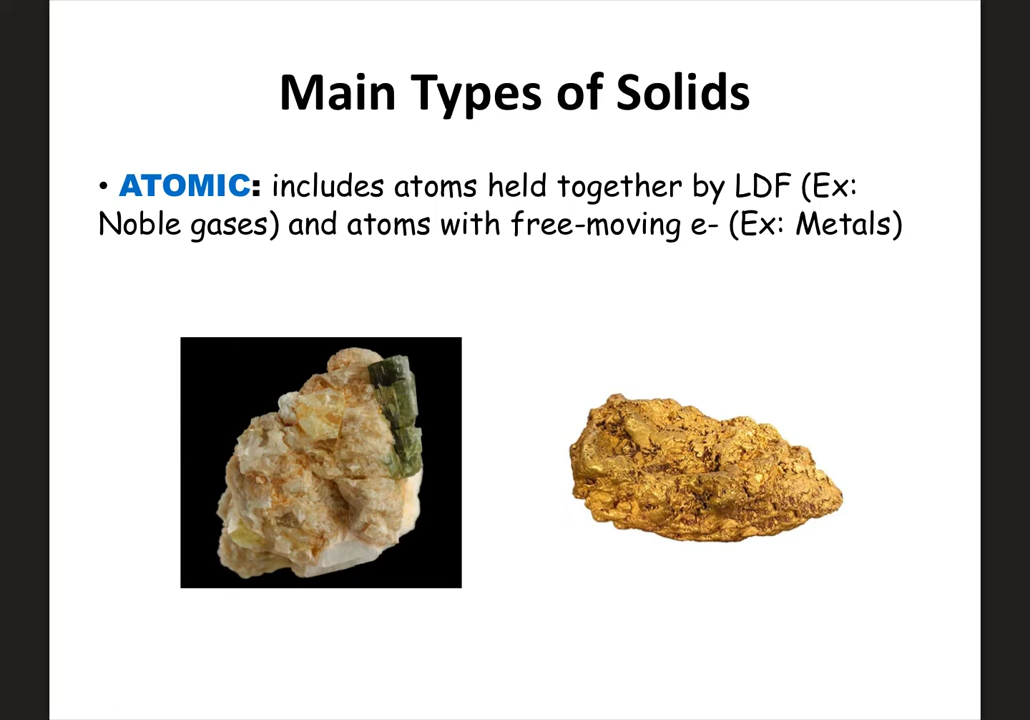 Main Types of Solids
• ATOMIC: includes atoms held together by LDF (Ex:
Noble gases) and atoms with free-moving e- (Ex: Metals)